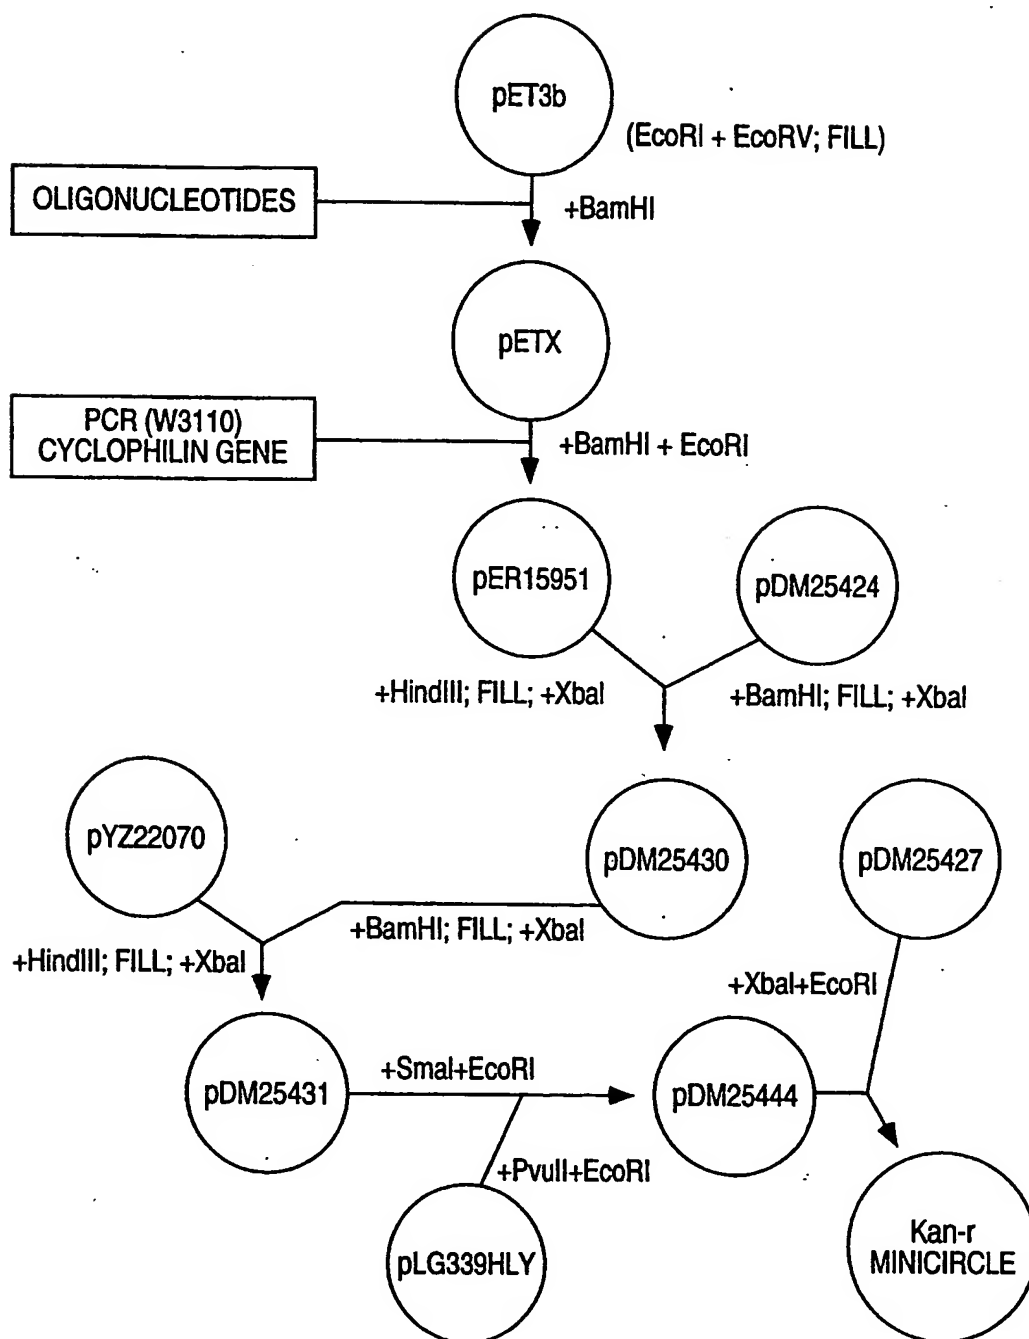 pET3b
(EcoRI + EcoRV; FILL)
OLIGONUCLEOTIDES
+BamHI
pETX
PCR (W3110)
CYCLOPHILIN GENE
+BamHI + EcoRI
pER15951
pDM25424
+HindIII; FILL; +XbaI
+BamHI; FILL; +XbaI
pYZ22070
pDM25430
pDM25427
+BamHI; FILL; +XbaI
+HindIII; FILL; +XbaI
+XbaI+EcoRI
+SmaI+EcoRI
pDM25431
pDM25444
+PvuII+EcoRI
pLG339HLY
Kan-r
MINICIRCLE